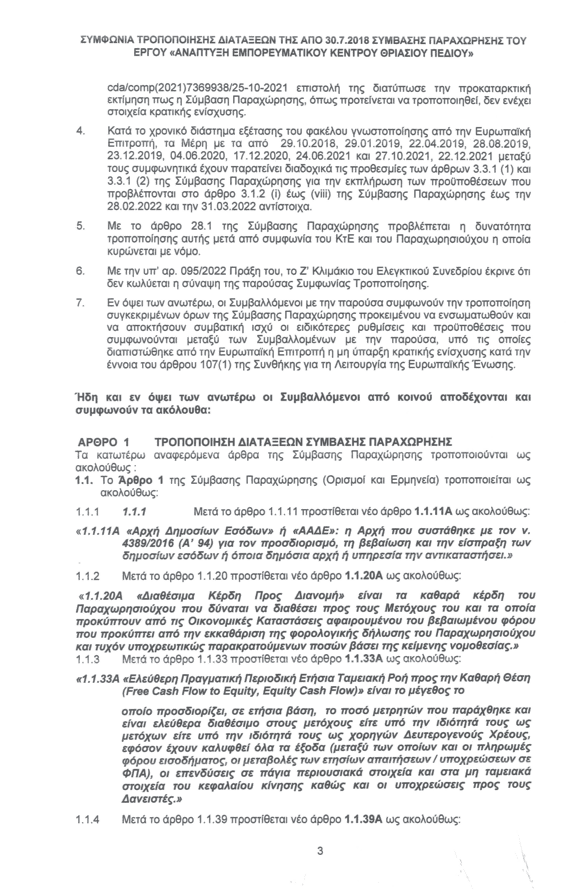 ΣΥΜΦΩΝΙΑ ΤΡΟΠΟΠΟΙΗΣΗΣ ΔΙΑΤΑΞΕΩΝ ΤΗΣ ΑΠΟ 30.7.2018 ΣΥΜΒΑΣΗΣ ΠΑΡΑΧΩΡΗΣΗΣ ΤΟΥ
ΕΡΓΟΥ «ΑΝΑΠΤΥΞΗ ΕΜΠΟΡΕΥΜΑΤΙΚΟΥ ΚΕΝΤΡΟΥ ΘΡΙΑΣΙΟΥ ΠΕΔΙΟΥ»
cda/comp(2021)7369938/25-10-2021 επιστολή της διατύπωσε την προκαταρκτική
εκτίμηση πως η Σύμβαση Παραχώρησης, όπως προτείνεται να τροποποιηθεί, δεν ενέχει
στοιχεία κρατικής ενίσχυσης.
4. Κατά το χρονικό διάστημα εξέτασης του φακέλου γνωστοποίησης από την Ευρωπαϊκή
Επιτροπή, τα Μέρη με τα από 29.10.2018, 29.01.2019, 22.04.2019, 28.08.2019,
23.12.2019, 04.06.2020, 17.12.2020, 24.06.2021 και 27.10.2021, 22.12.2021 μεταξύ
τους συμφωνητικά έχουν παρατείνει διαδοχικά τις προθεσμίες των άρθρων 3.3.1 (1) και
3.3.1 (2) της Σύμβασης Παραχώρησης για την εκπλήρωση των προϋποθέσεων που
προβλέπονται στο άρθρο 3.1.2 (i) έως (viii) της Σύμβασης Παραχώρησης έως την
28.02.2022 και την 31.03.2022 αντίστοιχα.
5. Με το άρθρο 28.1 της Σύμβασης Παραχώρησης προβλέπεται η δυνατότητα
τροποποίησης αυτής μετά από συμφωνία του ΚτΕ και του Παραχωρησιούχου η οποία
κυρώνεται με νόμο.
6. Με την υπ' αρ. 095/2022 Πράξη του, το Ζ' Κλιμάκιο του Ελεγκτικού Συνεδρίου έκρινε ότι
δεν κωλύεται η σύναψη της παρούσας Συμφωνίας Τροποποίησης.
7. Εν όψει των ανωτέρω, οι Συμβαλλόμενοι με την παρούσα συμφωνούν την τροποποίηση
συγκεκριμένων όρων της Σύμβασης Παραχώρησης προκειμένου να ενσωματωθούν και
να αποκτήσουν συμβατική ισχύ οι ειδικότερες ρυθμίσεις και προϋποθέσεις που
συμφωνούνται μεταξύ των Συμβαλλομένων με την παρούσα, υπό τις οποίες
διαπιστώθηκε από την Ευρωπαϊκή Επιτροπή η μη ύπαρξη κρατικής ενίσχυσης κατά την
έννοια του άρθρου 107(1) της Συνθήκης για τη Λειτουργία της Ευρωπαϊκής Ένωσης.
Ήδη και εν όψει των ανωτέρω οι Συμβαλλόμενοι από κοινού αποδέχονται και
συμφωνούν τα ακόλουθα:
ΑΡΘΡΟ 1 ΤΡΟΠΟΠΟΙΗΣΗ ΔΙΑΤΑΞΕΩΝ ΣΥΜΒΑΣΗΣ ΠΑΡΑΧΩΡΗΣΗΣ
Τα κατωτέρω αναφερόμενα άρθρα της Σύμβασης Παραχώρησης τροποποιούνται ως
ακολούθως :
1.1. Το Άρθρο 1 της Σύμβασης Παραχώρησης (Ορισμοί και Ερμηνεία) τροποποιείται ως
ακολούθως:
1.1.1 1.1.1 Μετά το άρθρο 1.1.11 προστίθεται νέο άρθρο 1.1.11Α ως ακολούθως:
«1.1.11Α «Αρχή Δημοσίων Εσόδων» ή «ΑΑΔΕ»: η Αρχή που συστάθηκε με τον ν.
4389/2016 (Α' 94) για τον προσδιορισμό, τη βεβαίωση και την είσπραξη των
δημοσίων εσόδων ή όποια δημόσια αρχή ή υπηρεσία την αντικαταστήσει.»
1.1.2 Μετά το άρθρο 1.1.20 προστίθεται νέο άρθρο 1.1.20Α ως ακολούθως:
«1.1.20Α «Διαθέσιμα Κέρδη Προς Διανομή» είναι τα καθαρά κέρδη του
Παραχωρησιούχου που δύναται να διαθέσει προς τους Μετόχους του και τα οποία
προκύπτουν από τις Οικονομικές Καταστάσεις αφαιρουμένου του βεβαιωμένου φόρου
που προκύπτει από την εκκαθάριση της φορολογικής δήλωσης του Παραχωρησιούχου
και τυχόν υποχρεωτικώς παρακρατούμενων ποσών βάσει της κείμενης νομοθεσίας.»
1.1.3 Μετά το άρθρο 1.1.33 προστίθεται νέο άρθρο 1.1.33Α ως ακολούθως:
«1.1.33Α «Ελεύθερη Πραγματική Περιοδική Ετήσια Ταμειακή Ροή προς την Καθαρή Θέση
(Free Cash Flow to Equity, Equity Cash Flow)» είναι το μέγεθος το
οποίο προσδιορίζει, σε ετήσια βάση, το ποσό μετρητών που παράχθηκε και
είναι ελεύθερα διαθέσιμο στους μετόχους είτε υπό την ιδιότητά τους ως
μετόχων είτε υπό την ιδιότητά τους ως χορηγών Δευτερογενούς Χρέους,
εφόσον έχουν καλυφθεί όλα τα έξοδα (μεταξύ των οποίων και οι πληρωμές
φόρου εισοδήματος, οι μεταβολές των ετησίων απαιτήσεων / υποχρεώσεων σε
ΦΠΑ), οι επενδύσεις σε πάγια περιουσιακά στοιχεία και στα μη ταμειακά
στοιχεία του κεφαλαίου κίνησης καθώς και οι υποχρεώσεις προς τους
Δανειστές.»
1.1.4 Μετά το άρθρο 1.1.39 προστίθεται νέο άρθρο 1.1.39Α ως ακολούθως:
3